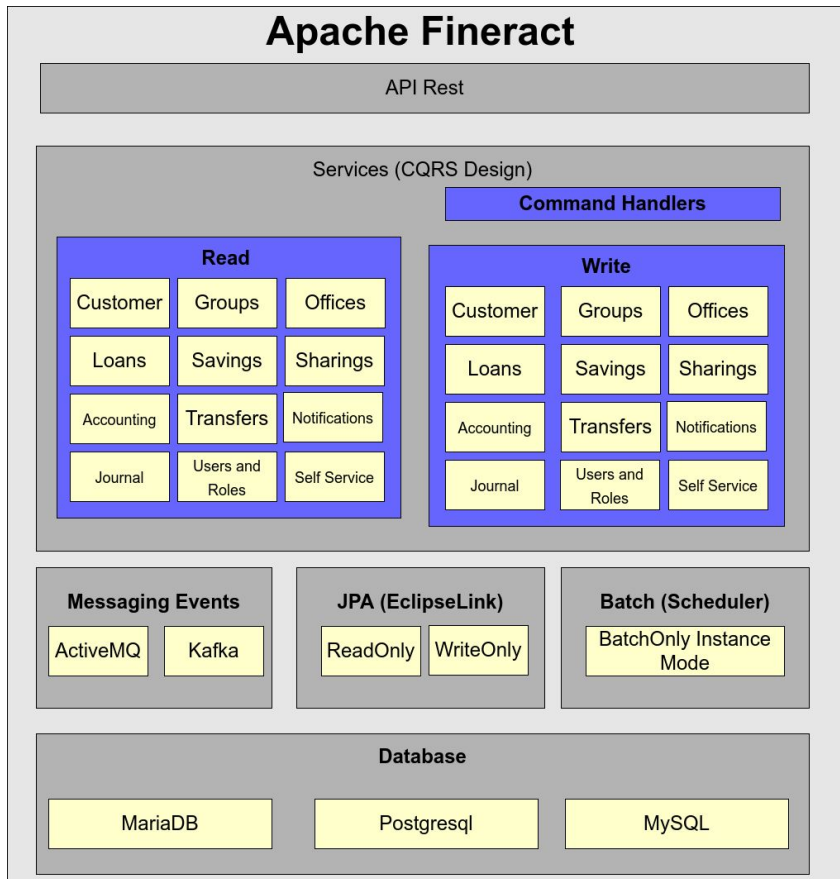 Apache Fineract
API Rest
Services (CQRS Design)
Command Handlers
Read
Customer
Groups
Offices
Loans
Savings
Sharings
Accounting
Transfers
Notifications
Journal
Users and
Roles
Self Service
Write
Customer
Groups
Offices
Loans
Savings
Sharings
Accounting
Transfers
Notifications
Journal
Users and
Roles
Self Service
Messaging Events
ActiveMQ
Kafka
JPA (EclipseLink)
ReadOnly
WriteOnly
Batch (Scheduler)
BatchOnly Instance
Mode
Database
MariaDB
Postgresql
MySQL